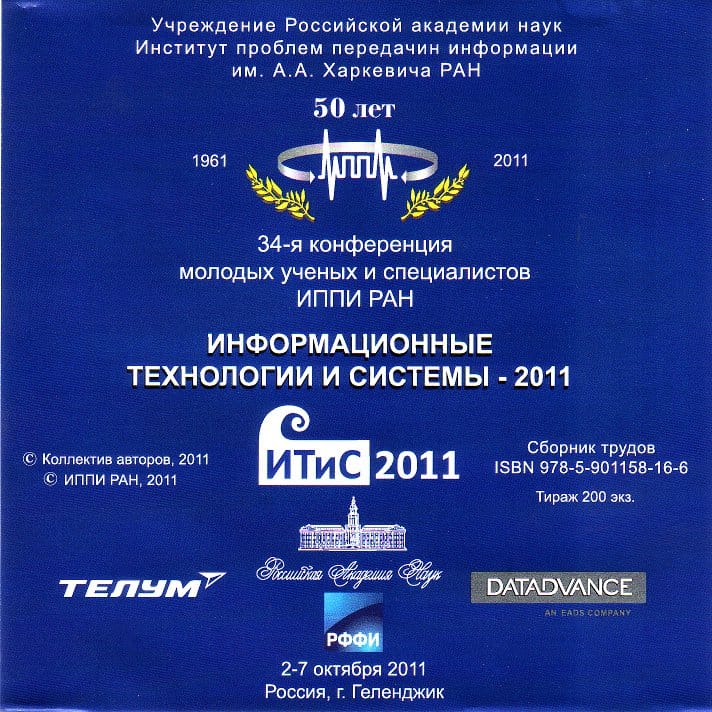 Учреждение Российской академии наук
Институт проблем передачин информации
им. А.А. Харкевича РАН
50 лет
1961
иппи
2011
34-я конференция
молодых ученых и специалистов
ИППИ РАН
ИНФОРМАЦИОННЫЕ
ТЕХНОЛОГИИ И СИСТЕМЫ - 2011
© Коллектив авторов, 2011
© ИППИ РАН, 2011
ИТиС 2011
Сборник трудов
ISBN 978-5-901158-16-6
Тираж 200 экз.
Российская Академия Наук
ТЕЛУМ
DATADVANCE
AN EADS COMPANY
РФФИ
2-7 октября 2011
Россия, г. Геленджик